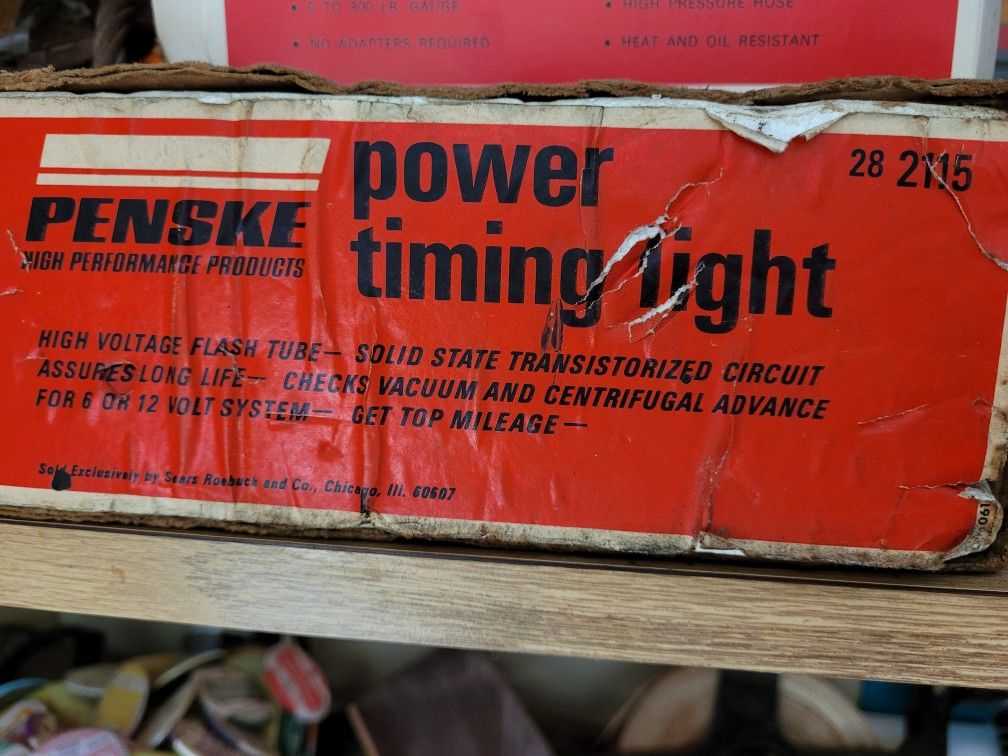 • 0 TO 300 LB. GAUGE
• HIGH PRESSURE HOSE
• NO ADAPTERS REQUIRED
• HEAT AND OIL RESISTANT
PENSKE
HIGH PERFORMANCE PRODUCTS
power
timing light
28 2115
HIGH VOLTAGE FLASH TUBE— SOLID STATE TRANSISTORIZED CIRCUIT
ASSURES LONG LIFE— CHECKS VACUUM AND CENTRIFUGAL ADVANCE
FOR 6 OR 12 VOLT SYSTEM— GET TOP MILEAGE—
Sold Exclusively by Sears Roebuck and Co., Chicago, Ill. 60607